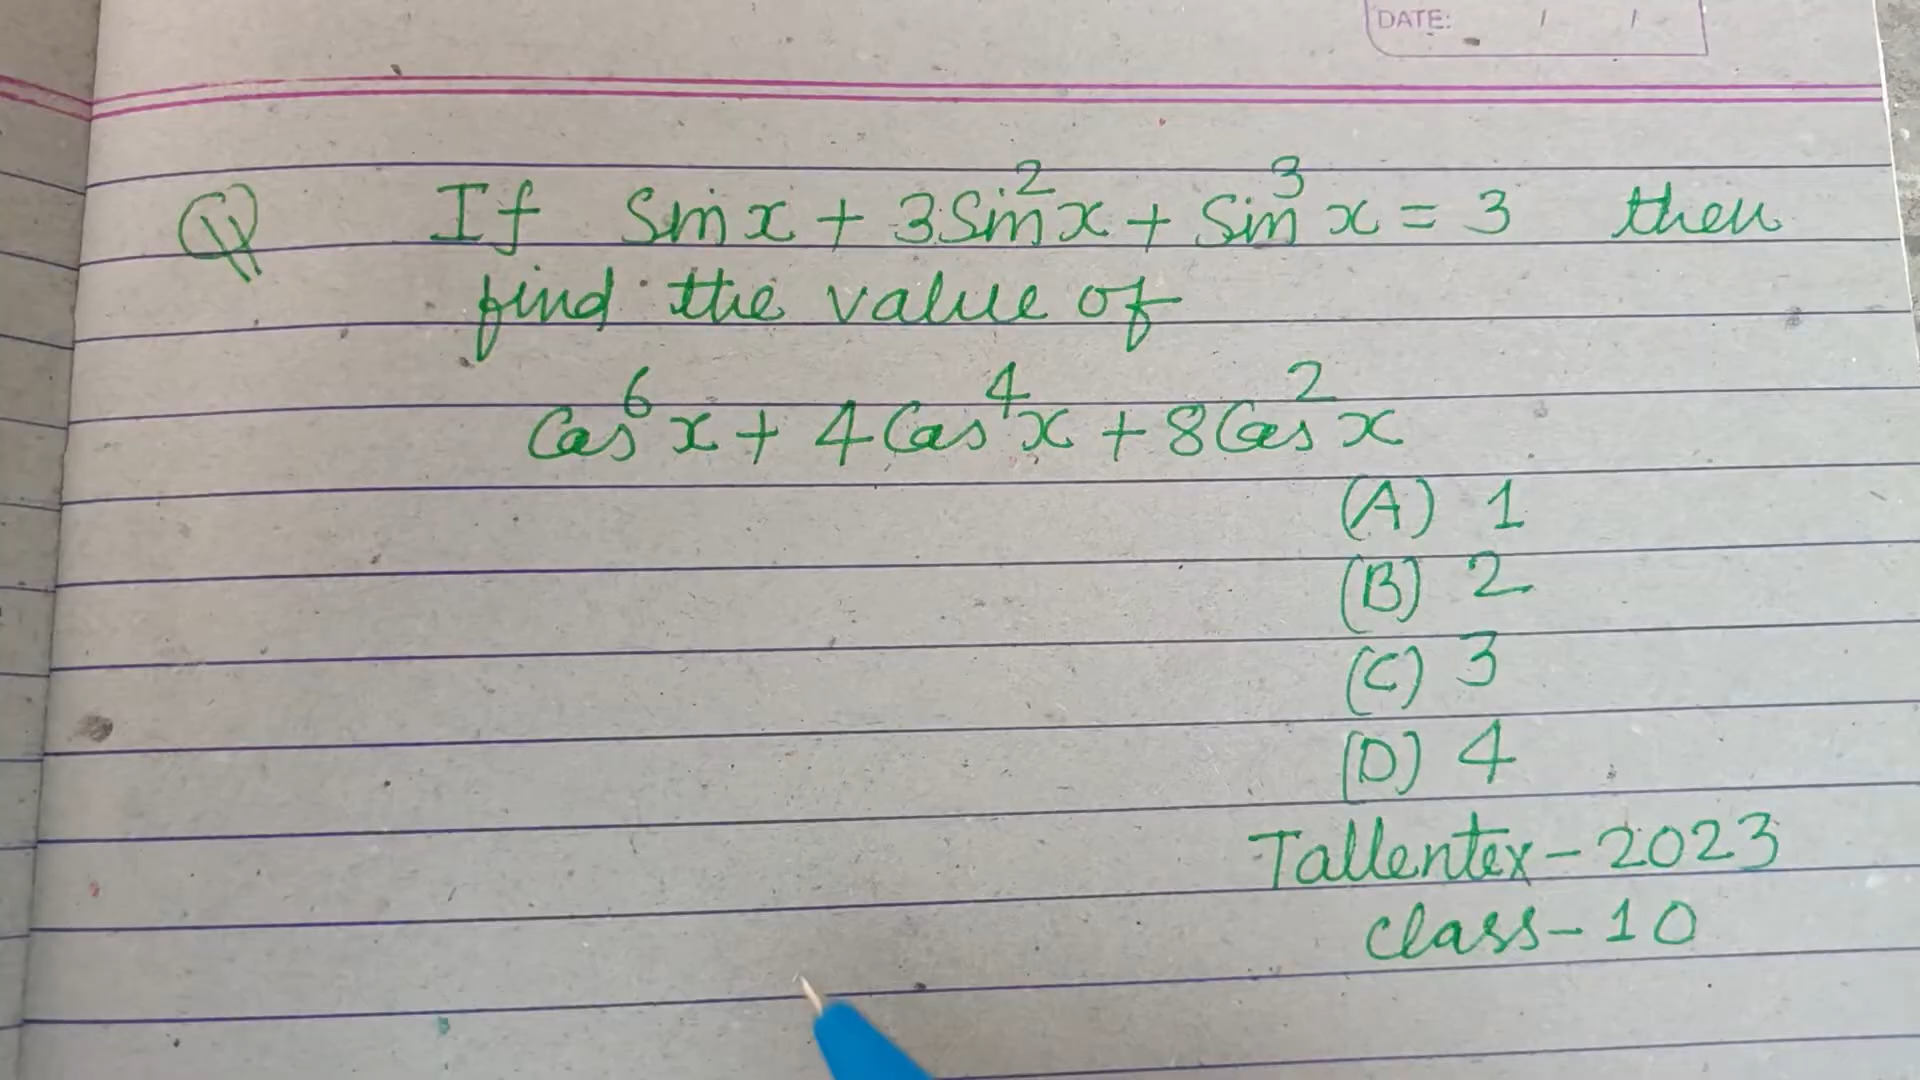 DATE: / /
Q If sin x + 3 sin² x + sin³ x = 3 then
find the value of
Cos⁶ x + 4 Cos⁴ x + 8 Cos² x
(A) 1
(B) 2
(C) 3
(D) 4
Tallentex - 2023
class - 10